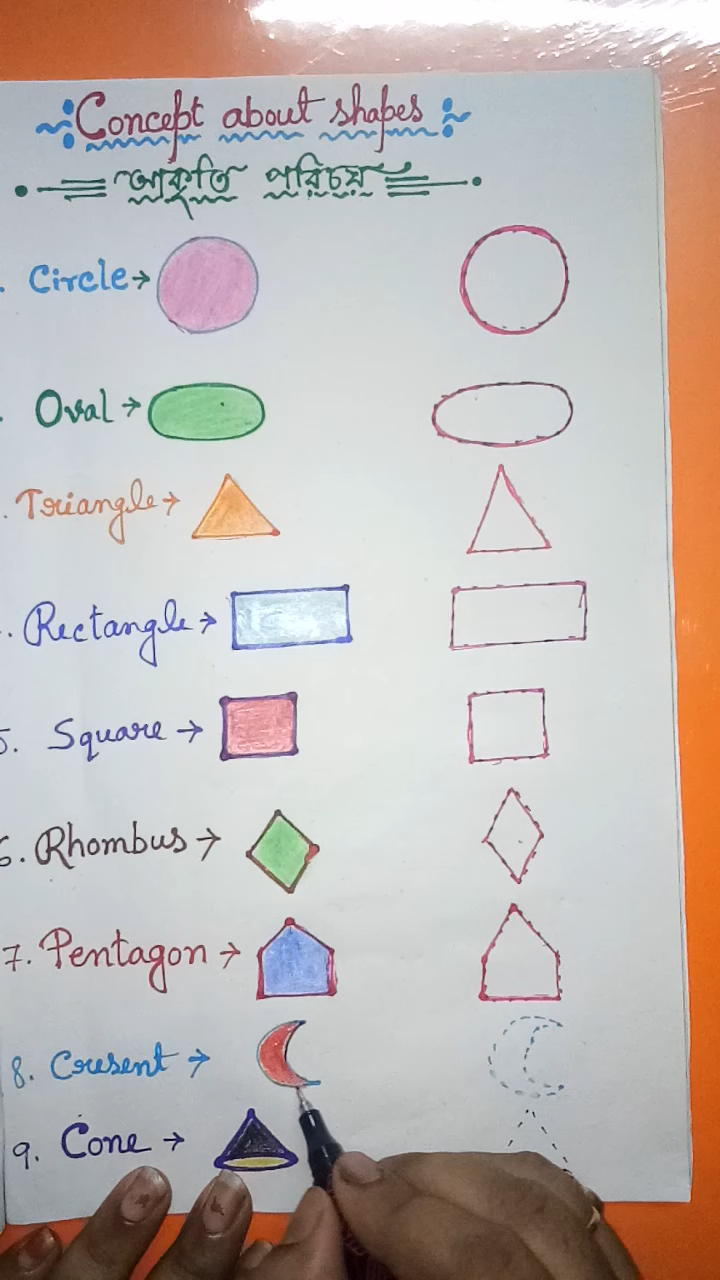 Concept about shapes
আকৃতি পরিচয়
. Circle →
. Oval →
. Triangle →
. Rectangle →
5. Square →
6. Rhombus →
7. Pentagon →
8. Cresent →
9. Cone →